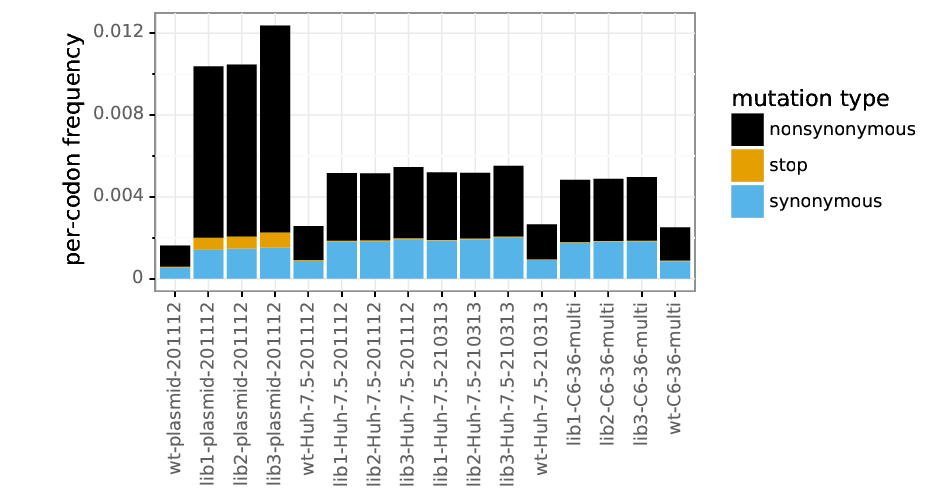 per-codon frequency
0.012
0.008
0.004
0
wt-plasmid-201112
lib1-plasmid-201112
lib2-plasmid-201112
lib3-plasmid-201112
wt-Huh-7.5-201112
lib1-Huh-7.5-201112
lib2-Huh-7.5-201112
lib3-Huh-7.5-201112
lib1-Huh-7.5-210313
lib2-Huh-7.5-210313
lib3-Huh-7.5-210313
wt-Huh-7.5-210313
lib1-C6-36-multi
lib2-C6-36-multi
lib3-C6-36-multi
wt-C6-36-multi
mutation type
nonsynonymous
stop
synonymous